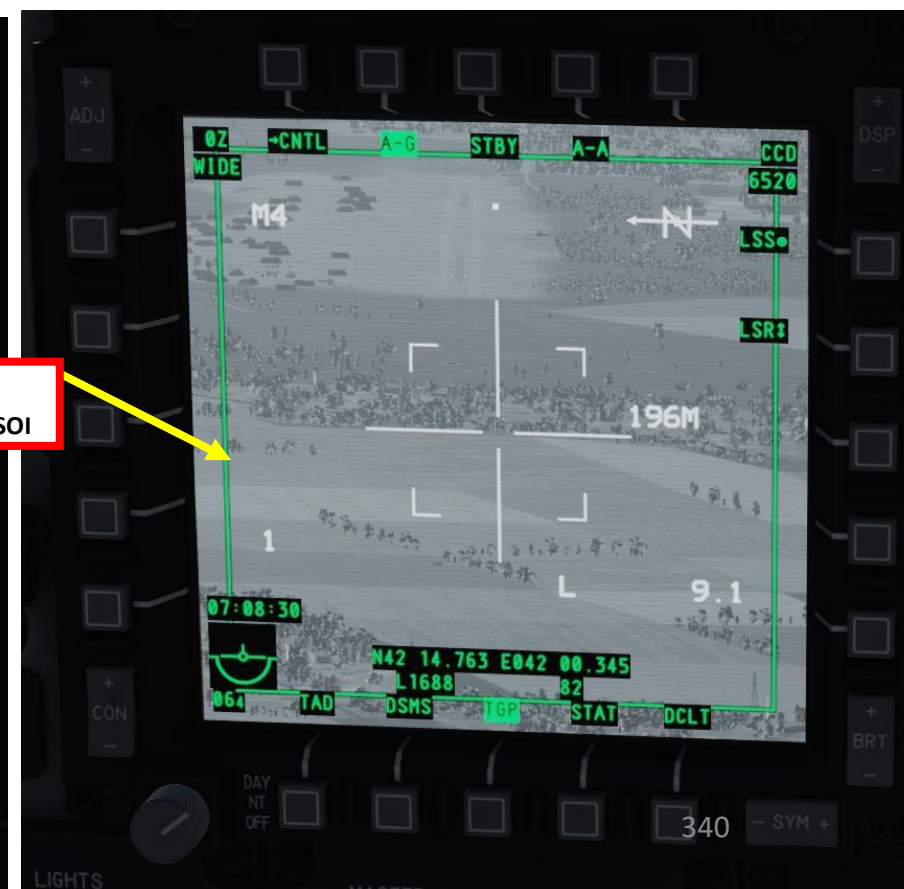 +
ADJ
−
+
DSP
−
0Z →CNTL A-G STBY A-A CCD
WIDE 6520
M4 N
LSS⊙
LSR↕
SOI
196M
1
L 9.1
07:08:30
N42 14.763 E042 00.345
L1688 82
064 TAD DSMS TGP STAT DCLT
+
CON
−
+
BRT
−
DAY
NT
OFF
340
− SYM +
LIGHTS